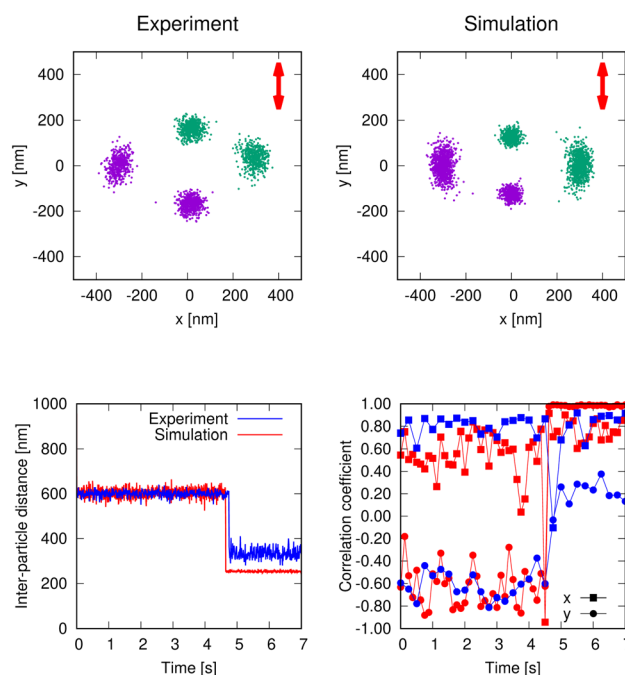 Experiment
Simulation
400
200
0
-200
-400
y [nm]
-400 -200 0 200 400
x [nm]
400
200
0
-200
-400
y [nm]
-400 -200 0 200 400
x [nm]
1000
800
600
400
200
0
Inter-particle distance [nm]
Experiment
Simulation
0 1 2 3 4 5 6 7
Time [s]
1.00
0.80
0.60
0.40
0.20
0.00
-0.20
-0.40
-0.60
-0.80
-1.00
Correlation coefficient
x
y
0 1 2 3 4 5 6 7
Time [s]